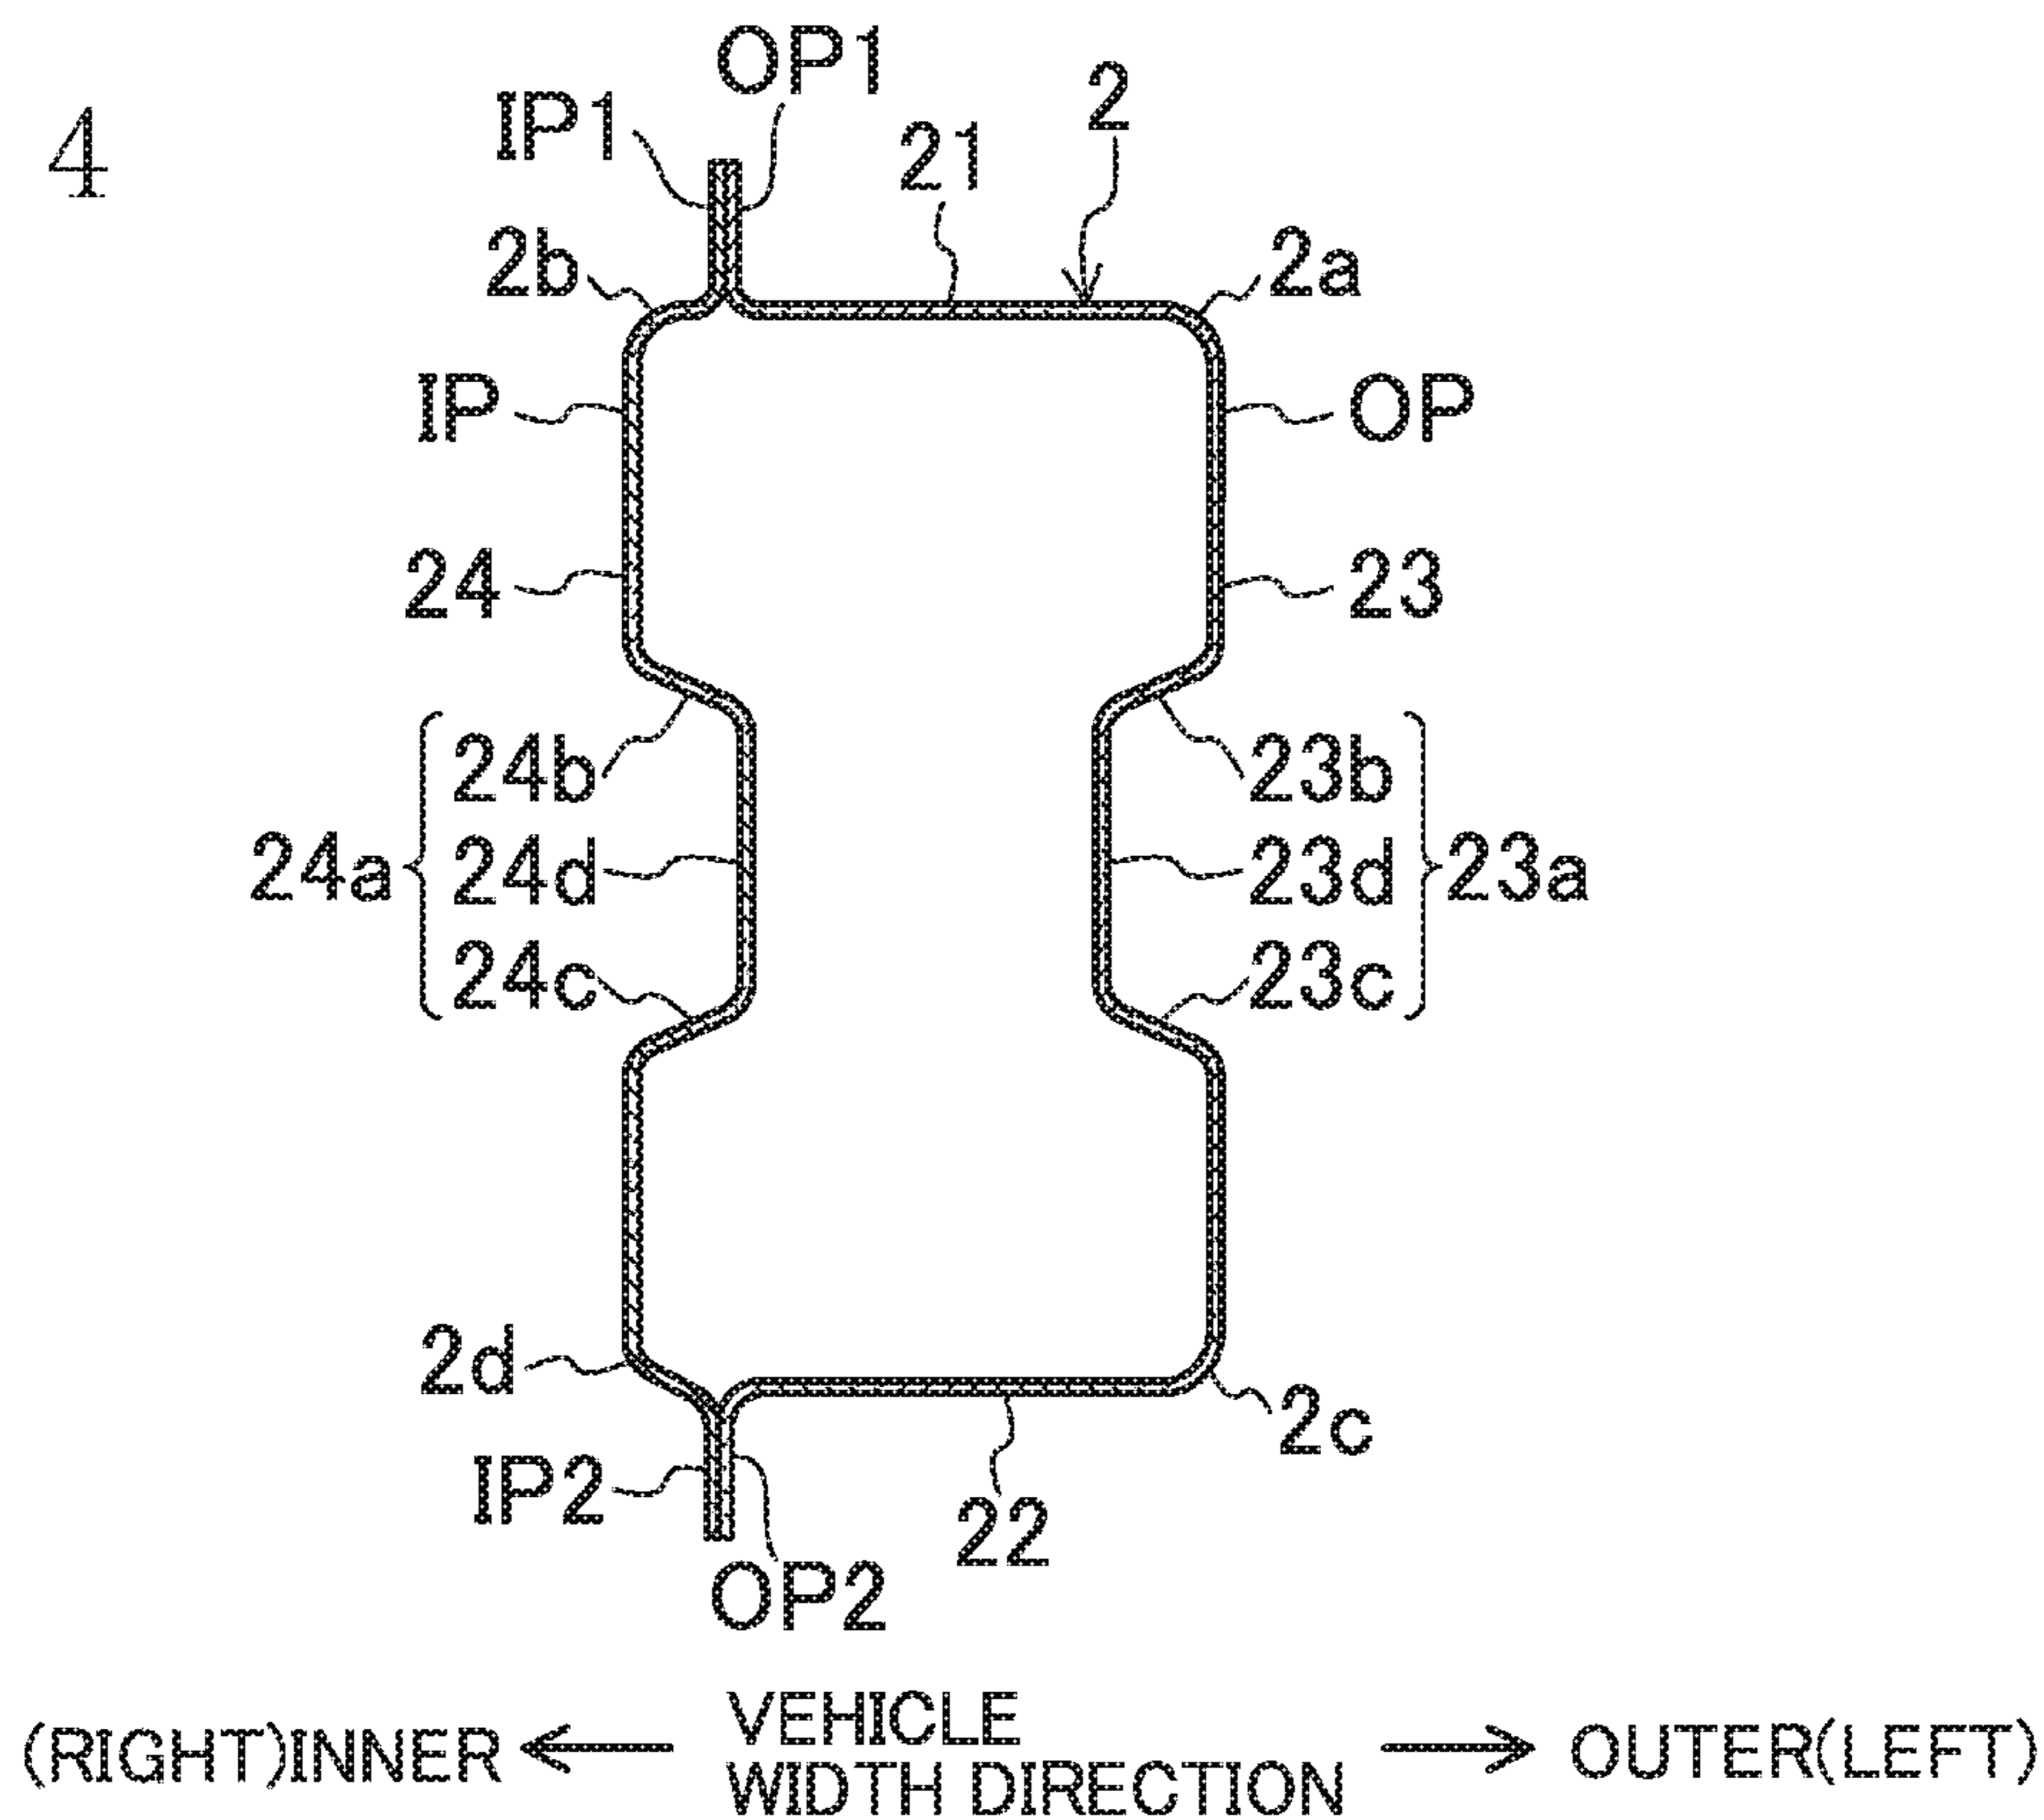 4
OP1
IP1
21
2
2b
2a
IP
OP
24
23
24b
23b
24a
24d
23d
23a
24c
23c
2d
2c
IP2
22
OP2
(RIGHT)INNER
VEHICLE
WIDTH DIRECTION
OUTER(LEFT)